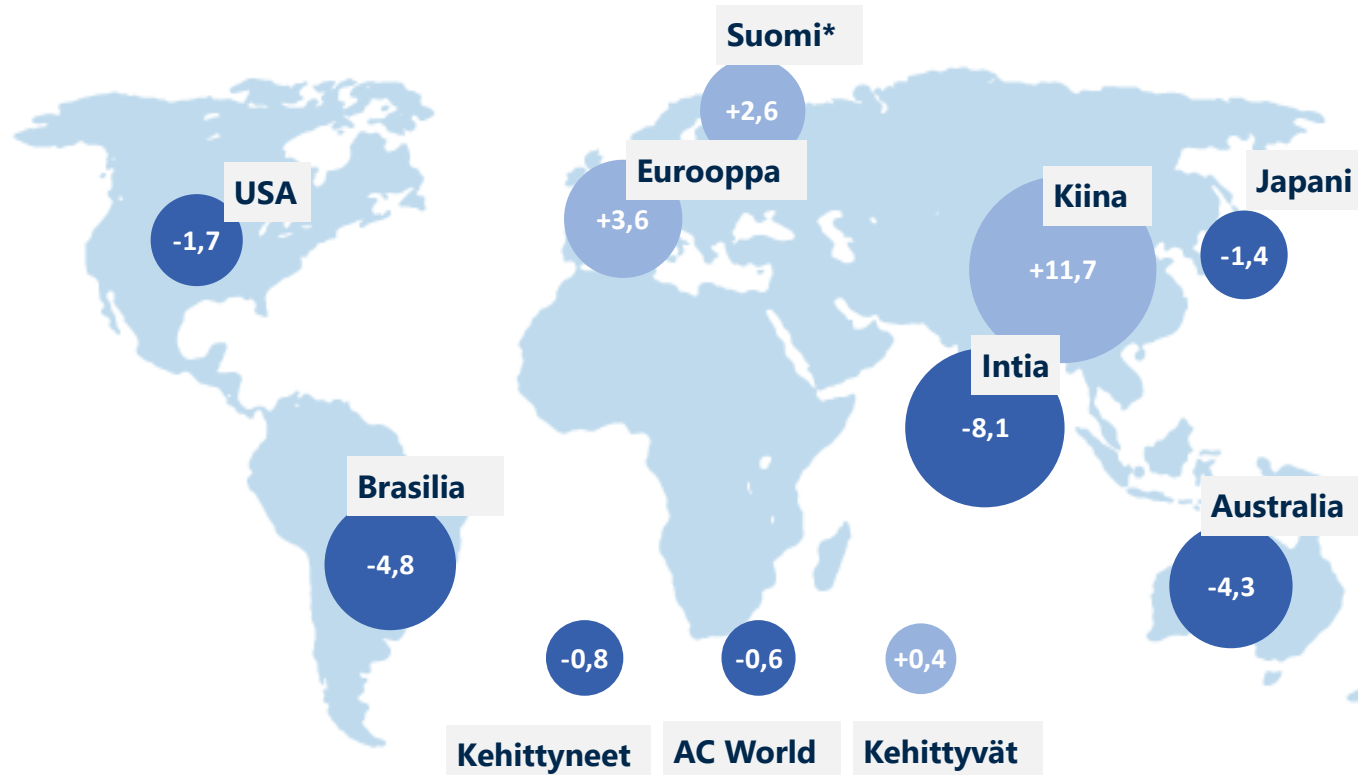 Suomi*
+2,6
Eurooppa
+3,6
USA
-1,7
Kiina
+11,7
Japani
-1,4
Intia
-8,1
Brasilia
-4,8
Australia
-4,3
-0,8
-0,6
+0,4
Kehittyneet
AC World
Kehittyvät